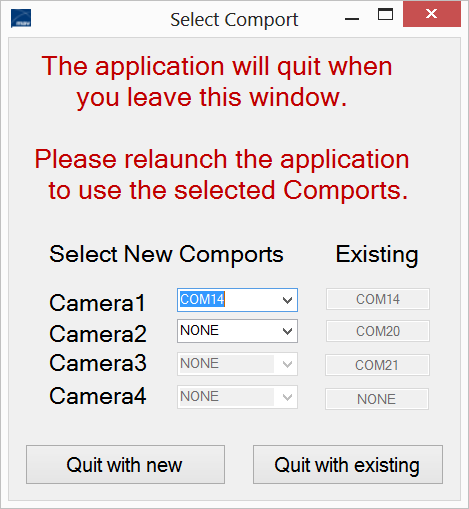 Select Comport
The application will quit when
you leave this window.
Please relaunch the application
to use the selected Comports.
Select New Comports Existing
Camera1 COM14 COM14
Camera2 NONE COM20
Camera3 NONE COM21
Camera4 NONE NONE
Quit with new Quit with existing